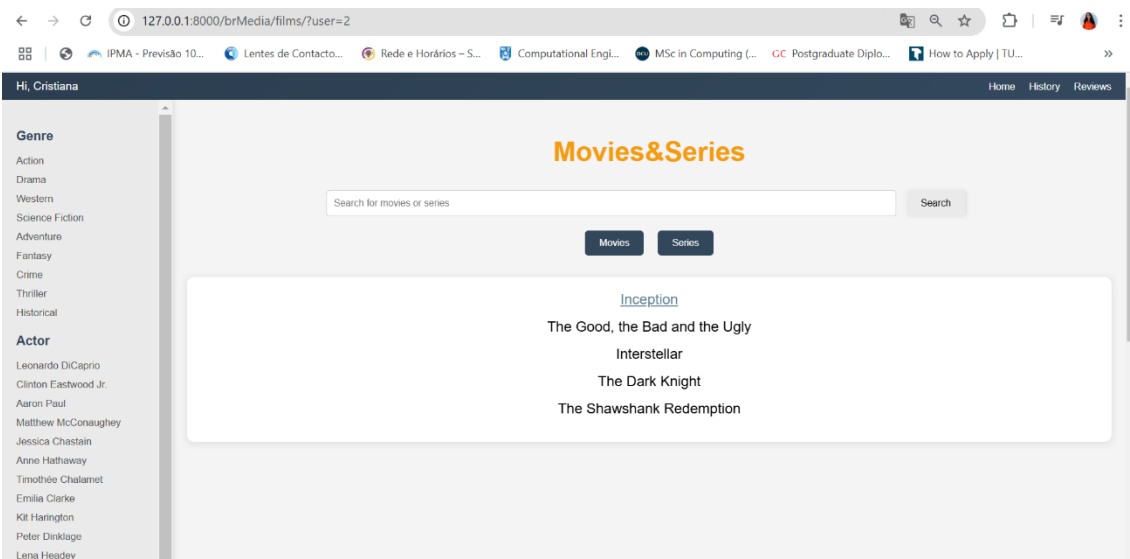 127.0.0.1:8000/brMedia/films/?user=2
IPMA - Previsão 10... Lentes de Contacto... Rede e Horários – S... Computational Engi... DCU MSc in Computing (... GC Postgraduate Diplo... How to Apply | TU...
Hi, Cristiana Home History Reviews
Genre
Action
Drama
Western
Science Fiction
Adventure
Fantasy
Crime
Thriller
Historical
Actor
Leonardo DiCaprio
Clinton Eastwood Jr.
Aaron Paul
Matthew McConaughey
Jessica Chastain
Anne Hathaway
Timothée Chalamet
Emilia Clarke
Kit Harington
Peter Dinklage
Lena Headey
Movies&Series
Search for movies or series Search
Movies Series
Inception
The Good, the Bad and the Ugly
Interstellar
The Dark Knight
The Shawshank Redemption